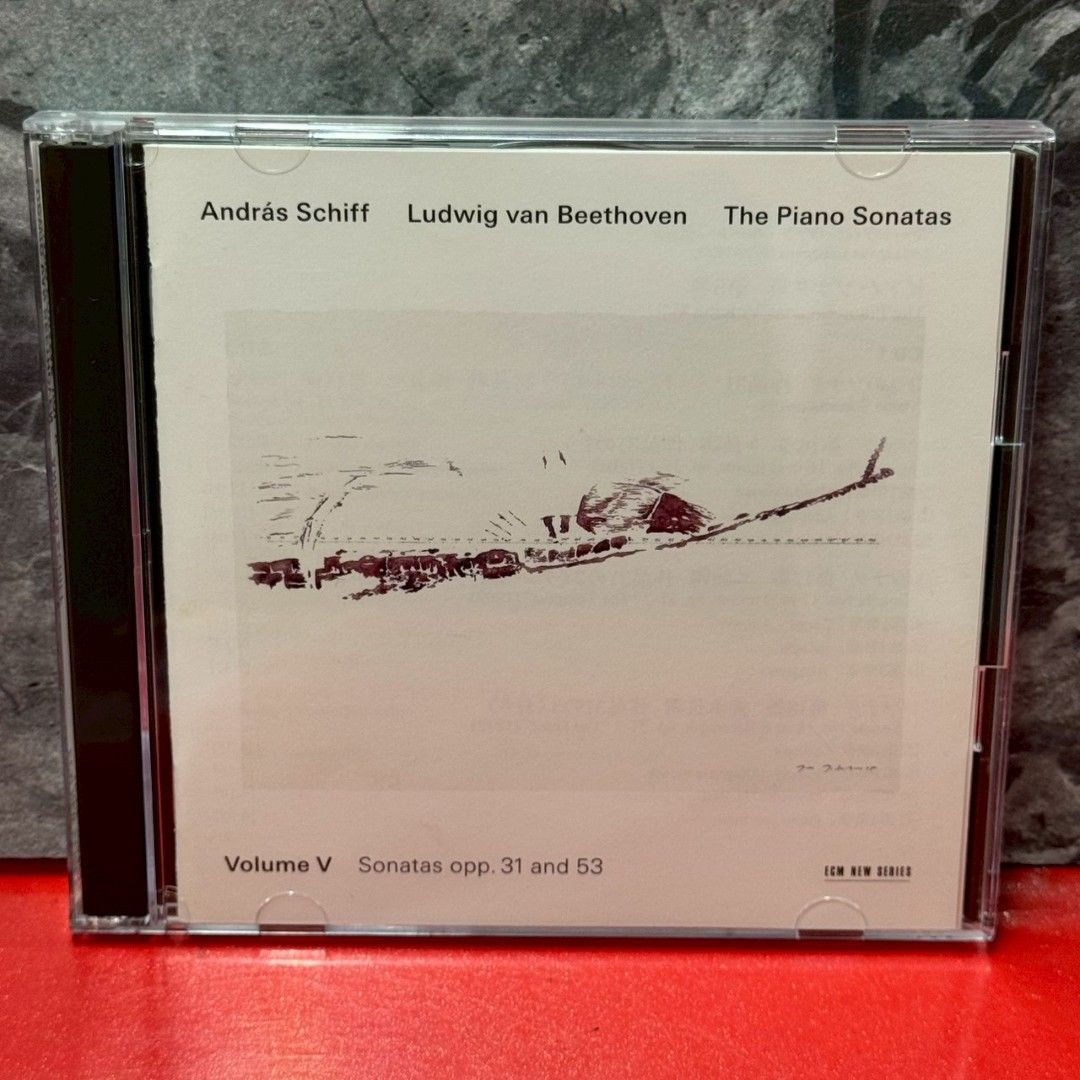 András Schiff Ludwig van Beethoven The Piano Sonatas
Volume V Sonatas opp. 31 and 53
ECM NEW SERIES